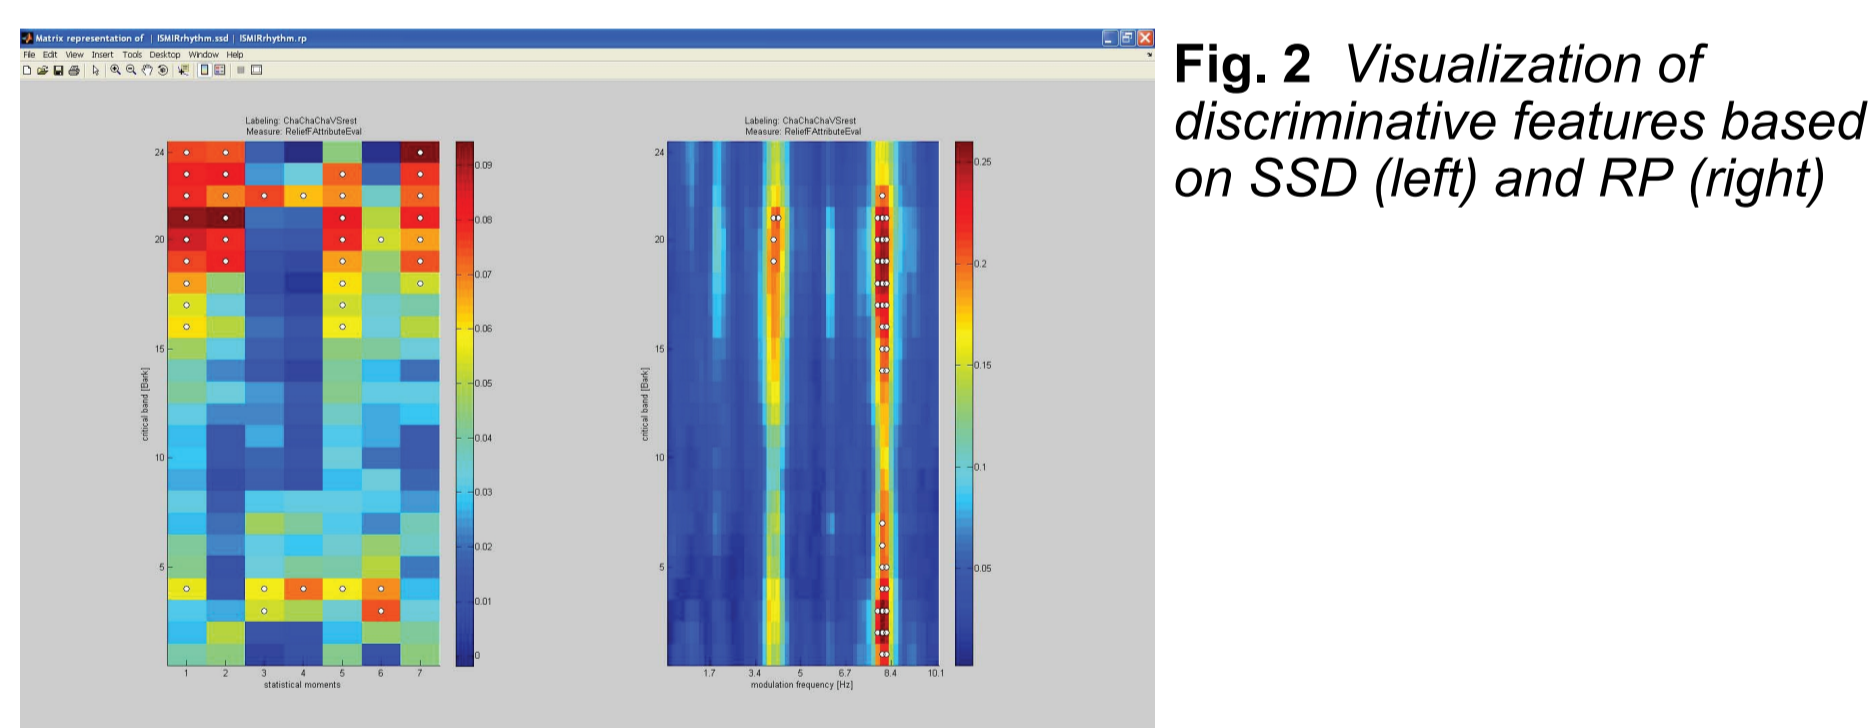 Matrix representation of | ISMIRrhythm.ssd | ISMIRrhythm.rp
File Edit View Insert Tools Desktop Window Help
Labeling: ChaChaChaVSrest
Measure: ReliefFAttributeEval
24
20
15
10
5
critical band [Bark]
1 2 3 4 5 6 7
statistical moments
0.09
0.08
0.07
0.06
0.05
0.04
0.03
0.02
0.01
0
Labeling: ChaChaChaVSrest
Measure: ReliefFAttributeEval
24
20
15
10
5
critical band [Bark]
1.7 3.4 5 6.7 8.4 10.1
modulation frequency [Hz]
0.25
0.2
0.15
0.1
0.05
Fig. 2 Visualization of
discriminative features based
on SSD (left) and RP (right)